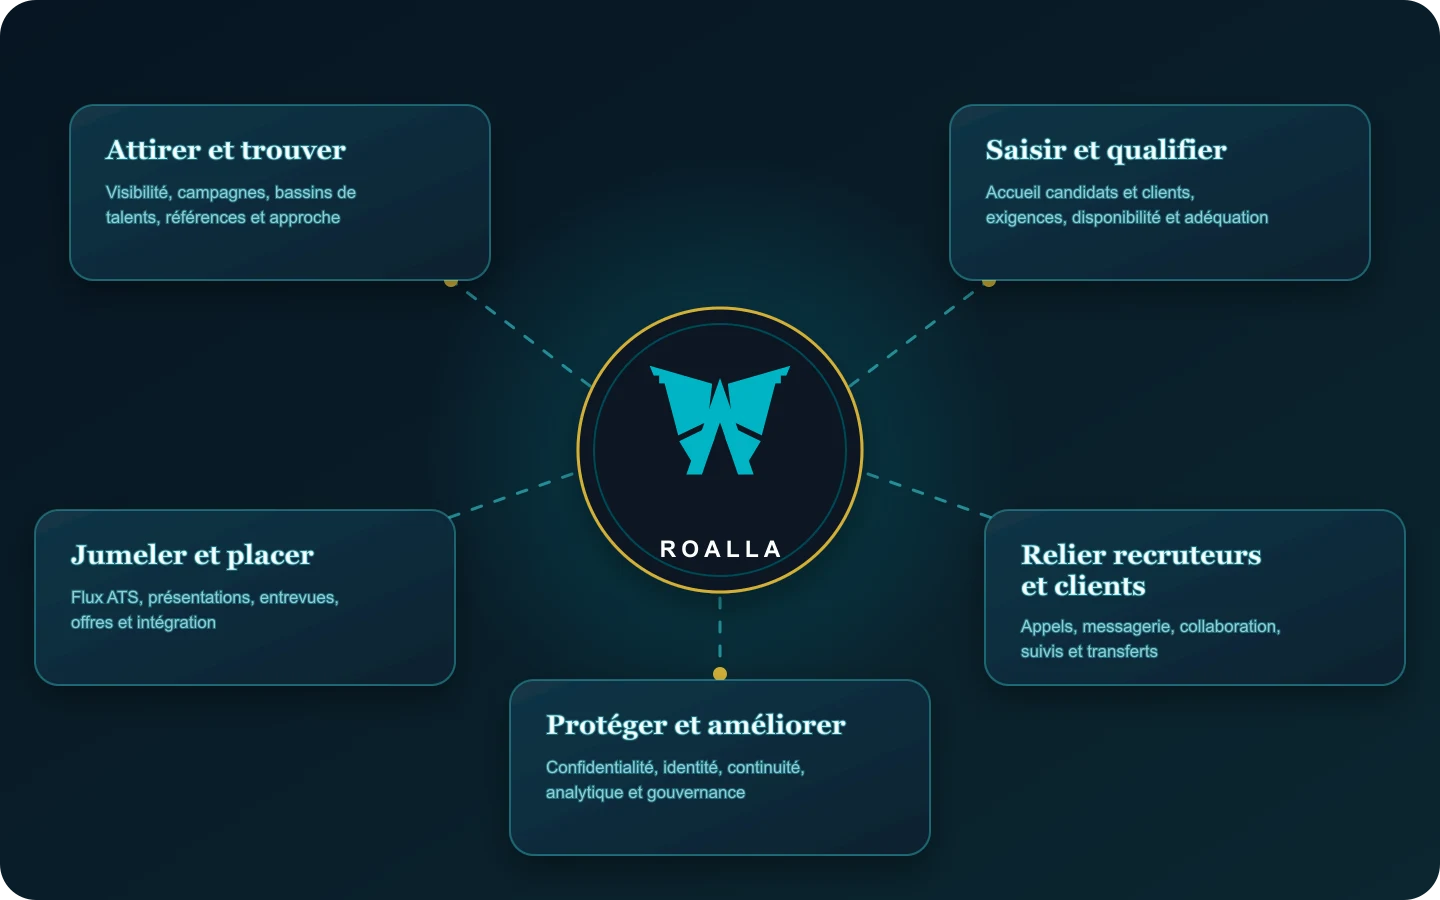 Attirer et trouver
Visibilité, campagnes, bassins de
talents, références et approche
Saisir et qualifier
Accueil candidats et clients,
exigences, disponibilité et adéquation
ROALLA
Jumeler et placer
Flux ATS, présentations, entrevues,
offres et intégration
Relier recruteurs
et clients
Appels, messagerie, collaboration,
suivis et transferts
Protéger et améliorer
Confidentialité, identité, continuité,
analytique et gouvernance